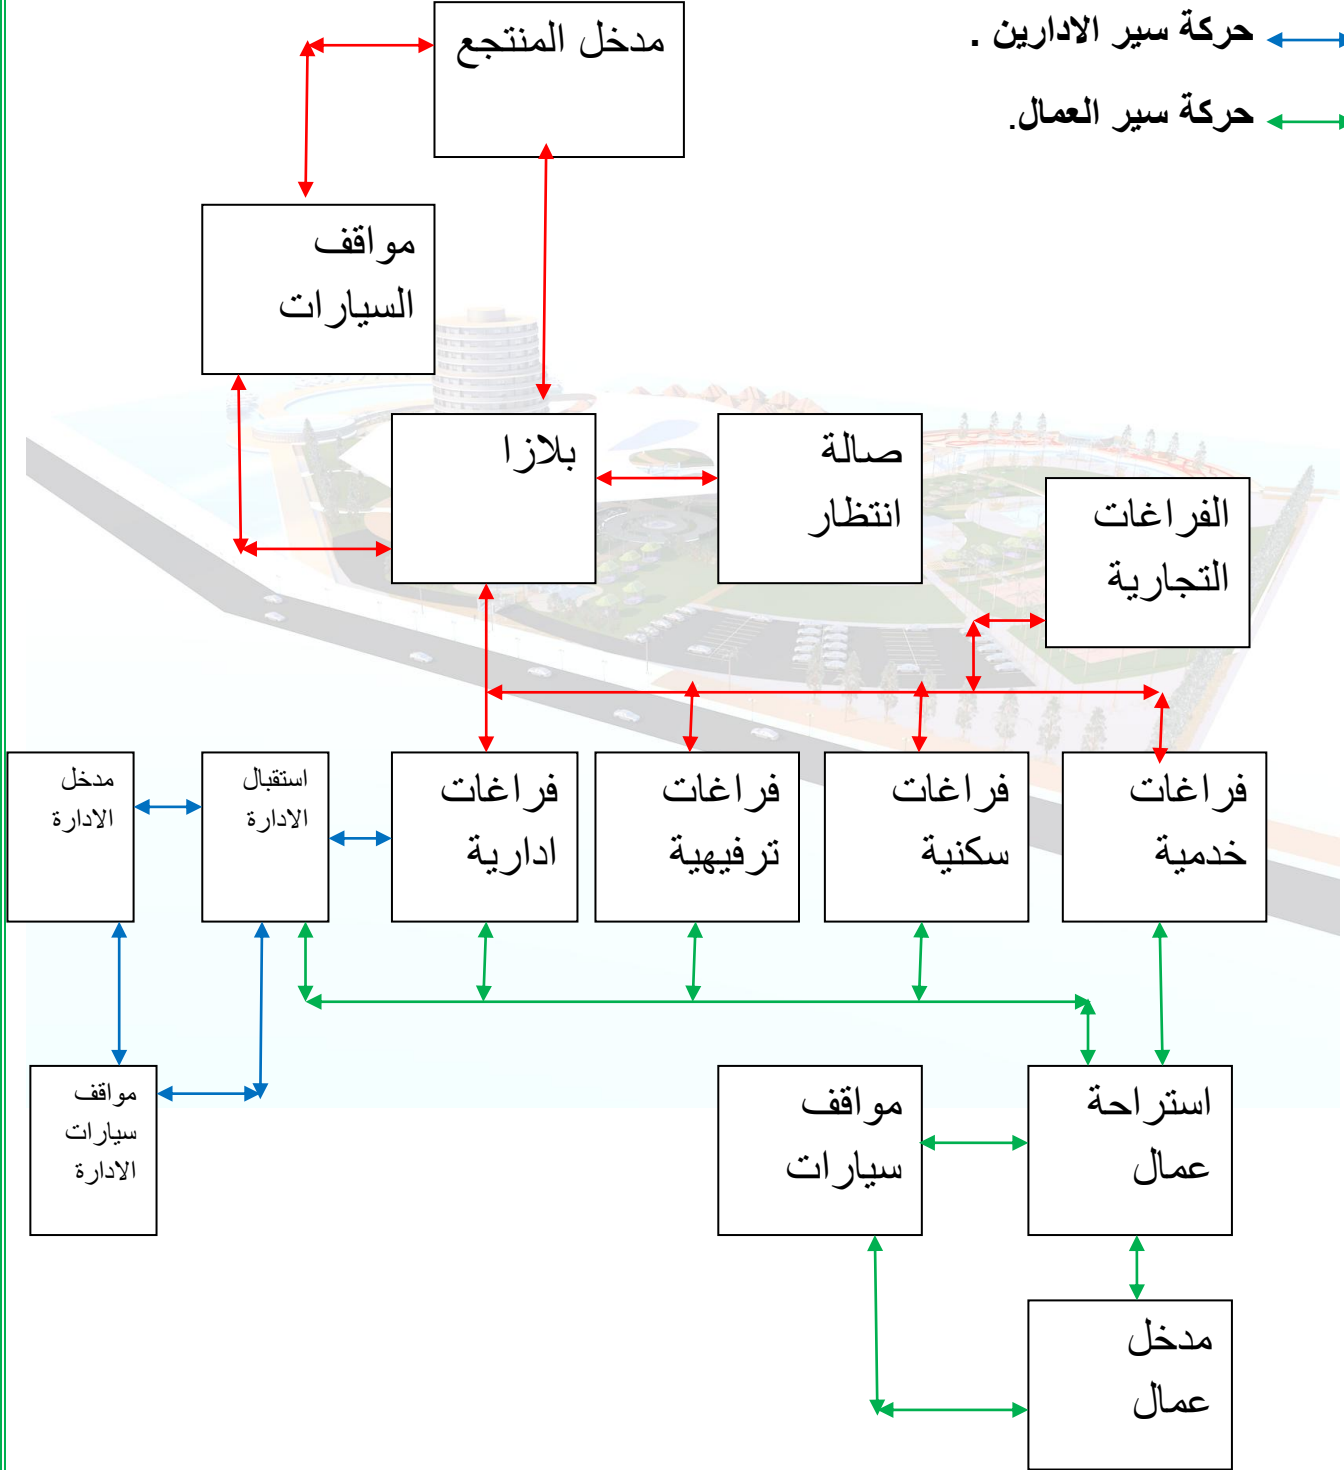 حركة سير الادارين .
حركة سير العمال.
مدخل المنتجع
مواقف
السيارات
بلازا
صالة
انتظار
الفراغات
التجارية
فراغات
خدمية
فراغات
سكنية
فراغات
ترفيهية
فراغات
ادارية
استقبال
الادارة
مدخل
الادارة
مواقف
سيارات
الادارة
استراحة
عمال
مواقف
سيارات
مدخل
عمال